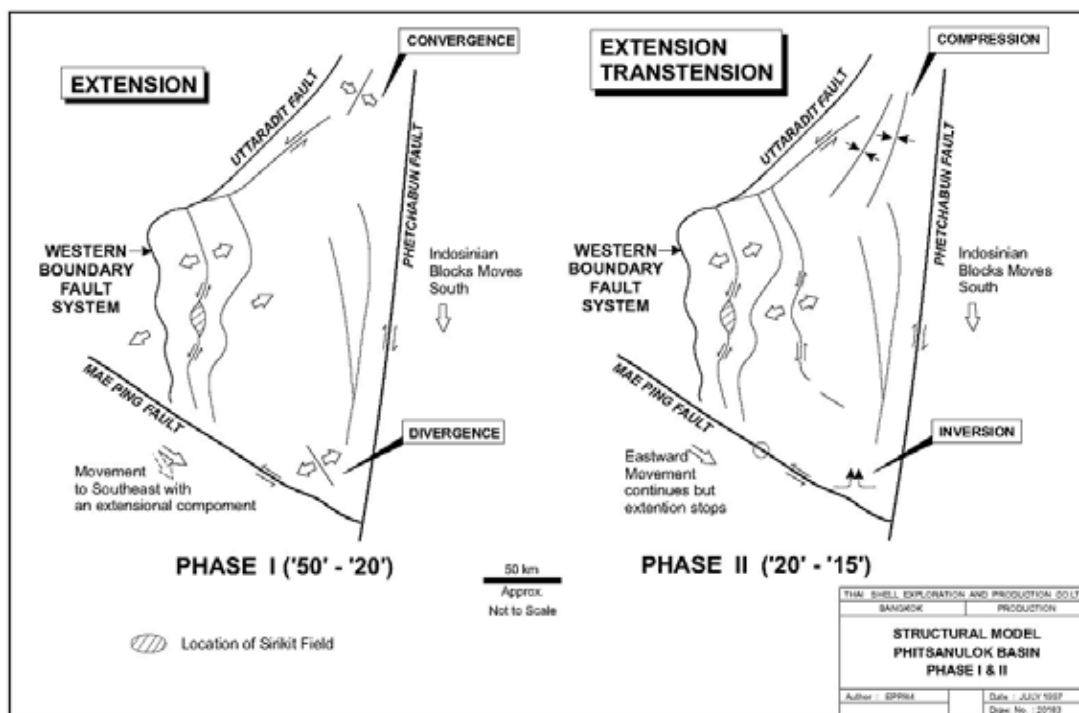 EXTENSION
CONVERGENCE
UTTARADIT FAULT
PHETCHABUN FAULT
WESTERN
BOUNDARY
FAULT
SYSTEM
Indosinian
Blocks Moves
South
MAE PING FAULT
DIVERGENCE
Movement
to Southeast with
an extensional compoment
PHASE I ('50' - '20')
EXTENSION
TRANSTENSION
COMPRESSION
UTTARADIT FAULT
PHETCHABUN FAULT
WESTERN
BOUNDARY
FAULT
SYSTEM
Indosinian
Blocks Moves
South
MAE PING FAULT
INVERSION
Eastward
Movement
continues but
extention stops
PHASE II ('20' - '15')
50 km
Approx.
Not to Scale
Location of Sirikit Field
THAI SHELL EXPLORATION AND PRODUCTION CO.LT
BANGKOK PRODUCTION
STRUCTURAL MODEL
PHITSANULOK BASIN
PHASE I & II
Author :
Date : JULY 1997
Draw No. :